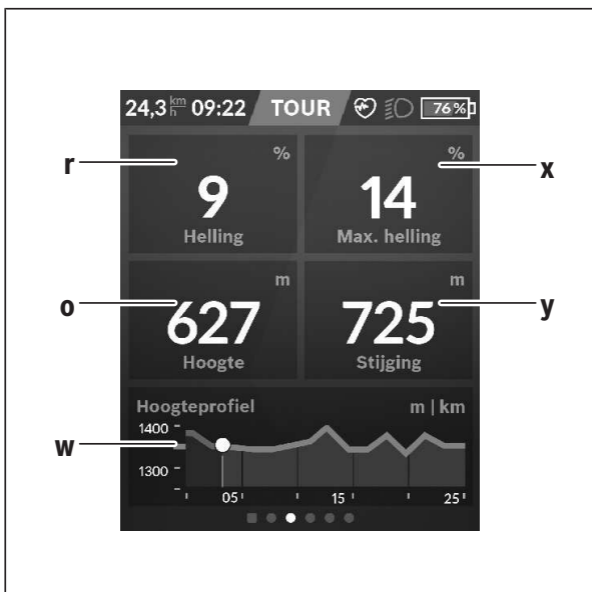 24,3 km/h 09:22 TOUR 76%
% %
r 9 14 x
Helling Max. helling
m m
o 627 725 y
Hoogte Stijging
Hoogteprofiel m | km
1400
w
1300
05 15 25